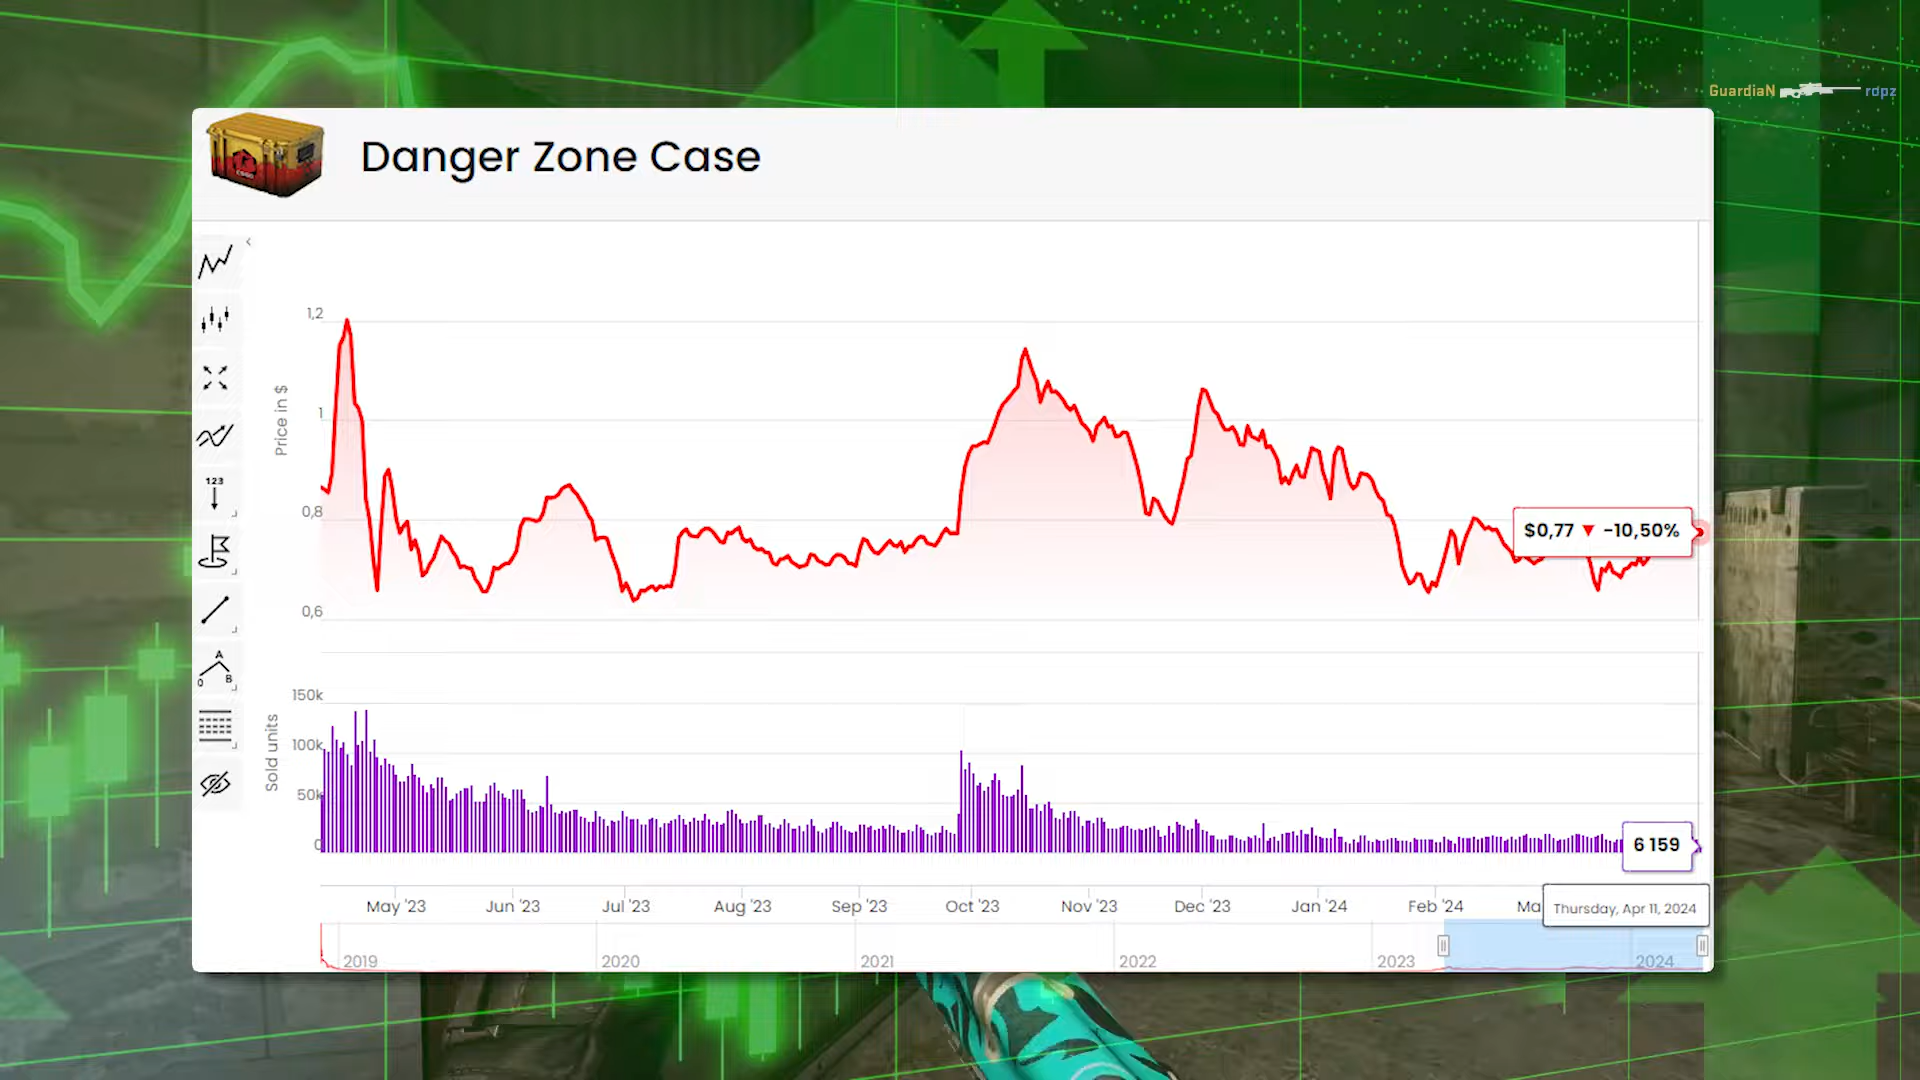 GuardiaN rdpz
Danger Zone Case
123
A
0 B
Price in $
1,2
1
0,8
0,6
$0,77 ▼ -10,50%
Sold units
150k
100k
50k
0
6 159
May '23 Jun '23 Jul '23 Aug '23 Sep '23 Oct '23 Nov '23 Dec '23 Jan '24 Feb '24 Ma
Thursday, Apr 11, 2024
2019 2020 2021 2022 2023 2024